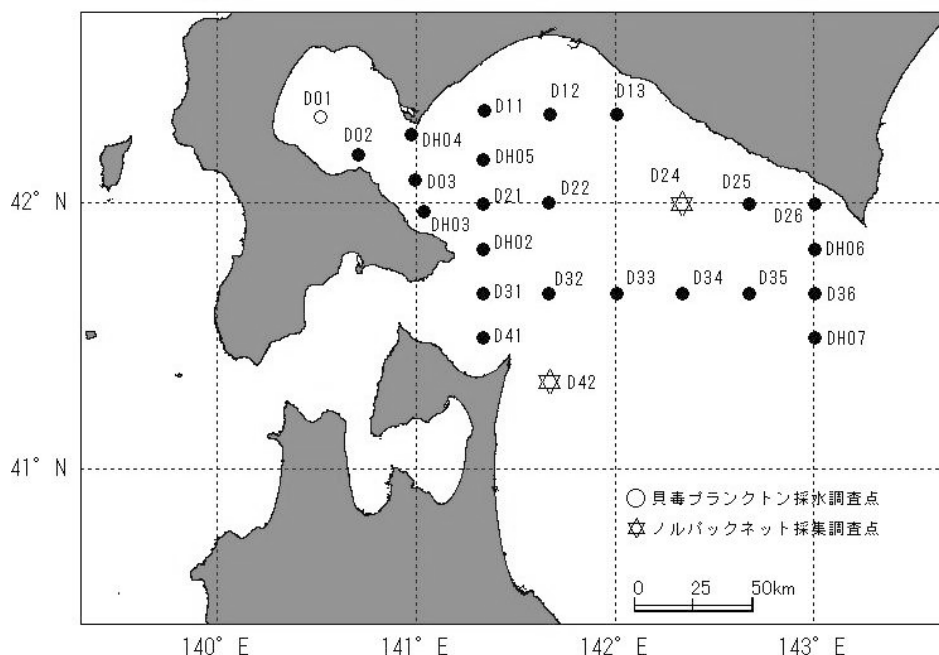 D01
D02
DH04
D03
DH03
D11
D12
D13
DH05
D21
D22
D24
D25
D26
DH02
DH06
D31
D32
D33
D34
D35
D36
D41
DH07
D42
42° N
41° N
○貝毒プランクトン採水調査点
ノルパックネット採集調査点
0 25 50km
140° E 141° E 142° E 143° E